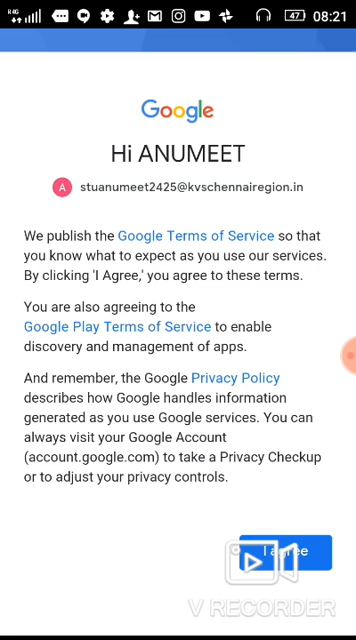 R4G 47 08:21
Google
Hi ANUMEET
A stuanumeet2425@kvschennairegion.in
We publish the Google Terms of Service so that
you know what to expect as you use our services.
By clicking 'I Agree,' you agree to these terms.
You are also agreeing to the
Google Play Terms of Service to enable
discovery and management of apps.
And remember, the Google Privacy Policy
describes how Google handles information
generated as you use Google services. You can
always visit your Google Account
(account.google.com) to take a Privacy Checkup
or to adjust your privacy controls.
I agree
V RECORDER